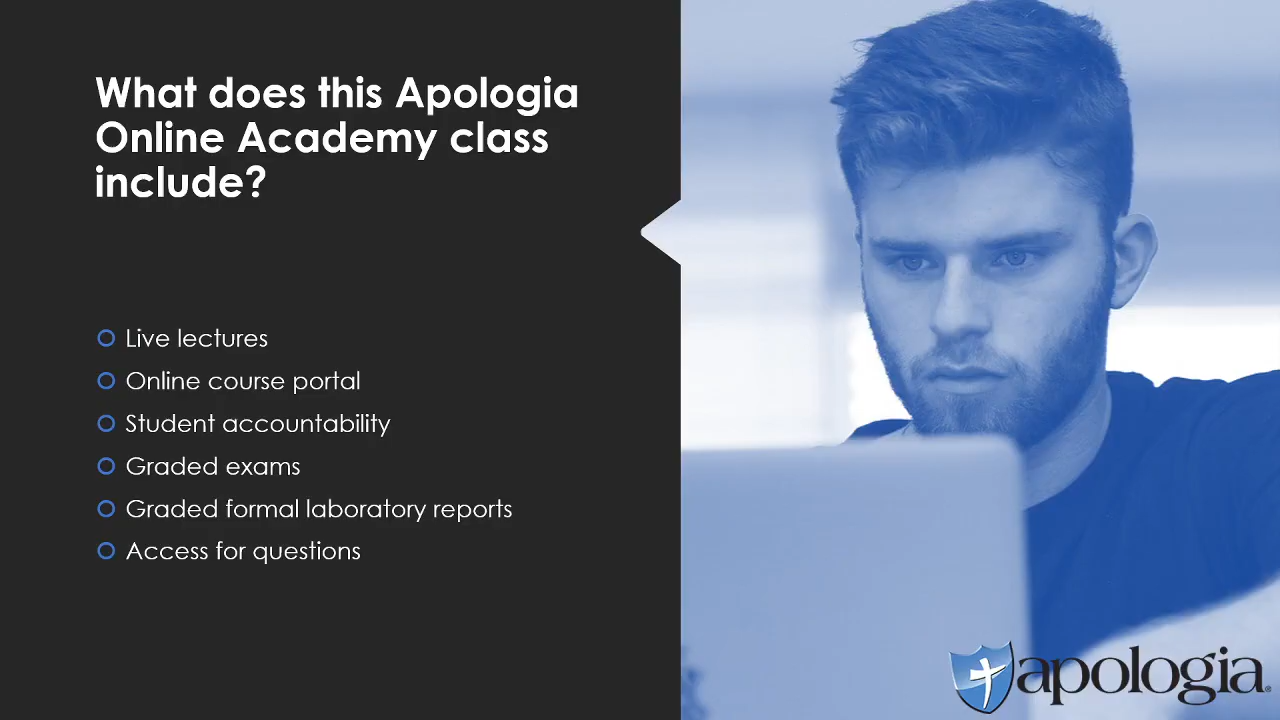 What does this Apologia
Online Academy class
include?
Live lectures
Online course portal
Student accountability
Graded exams
Graded formal laboratory reports
Access for questions
apologia®